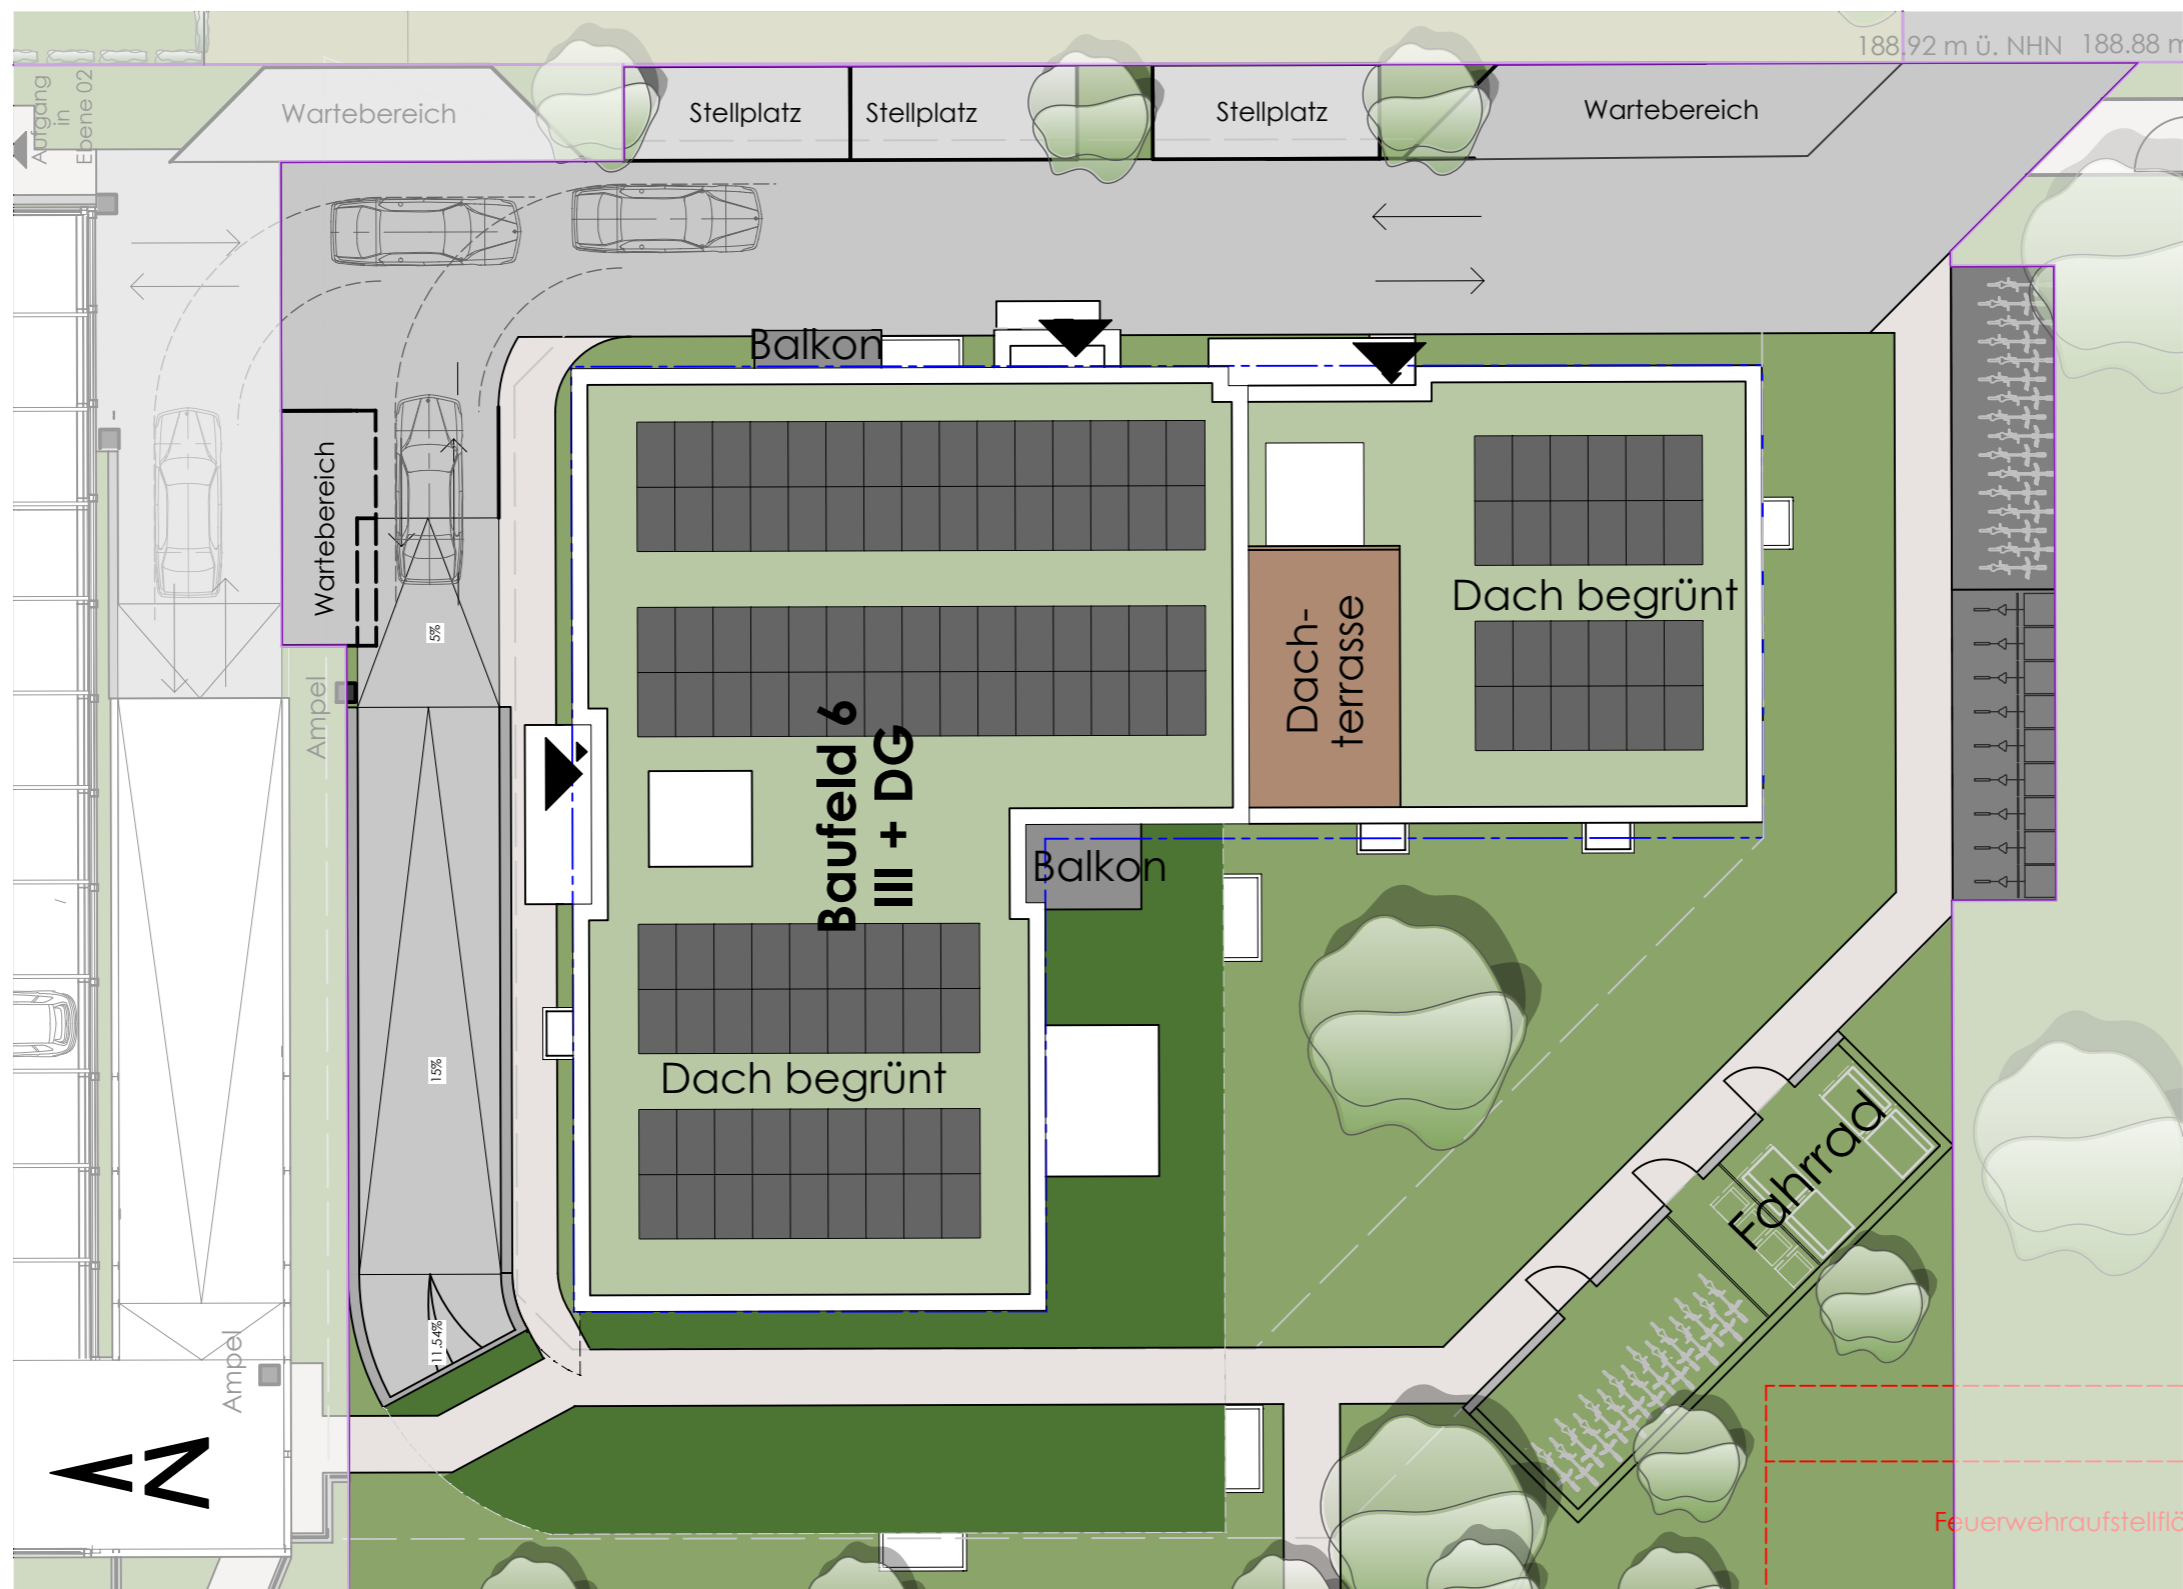 188.92 m ü. NHN
188.88 m
Aufgang
in
Ebene 02
Wartebereich
Stellplatz
Stellplatz
Stellplatz
Wartebereich
Balkon
Wartebereich
5%
Ampel
Dach begrünt
Dach-
terrasse
Baufeld 6
III + DG
Balkon
15%
Dach begrünt
Fahrrad
11.54%
Ampel
N
Feuerwehraufstellflä